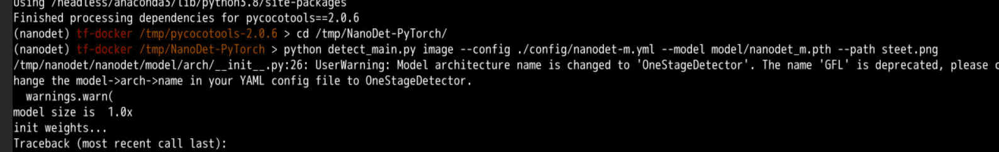 Using /headless/anaconda3/lib/python3.8/site-packages
Finished processing dependencies for pycocotools==2.0.6
(nanodet) tf-docker /tmp/pycocotools-2.0.6 > cd /tmp/NanoDet-PyTorch/
(nanodet) tf-docker /tmp/NanoDet-PyTorch > python detect_main.py image --config ./config/nanodet-m.yml --model model/nanodet_m.pth --path steet.png
/tmp/nanodet/nanodet/model/arch/__init__.py:26: UserWarning: Model architecture name is changed to 'OneStageDetector'. The name 'GFL' is deprecated, please c
hange the model->arch->name in your YAML config file to OneStageDetector.
  warnings.warn(
model size is  1.0x
init weights...
Traceback (most recent call last):